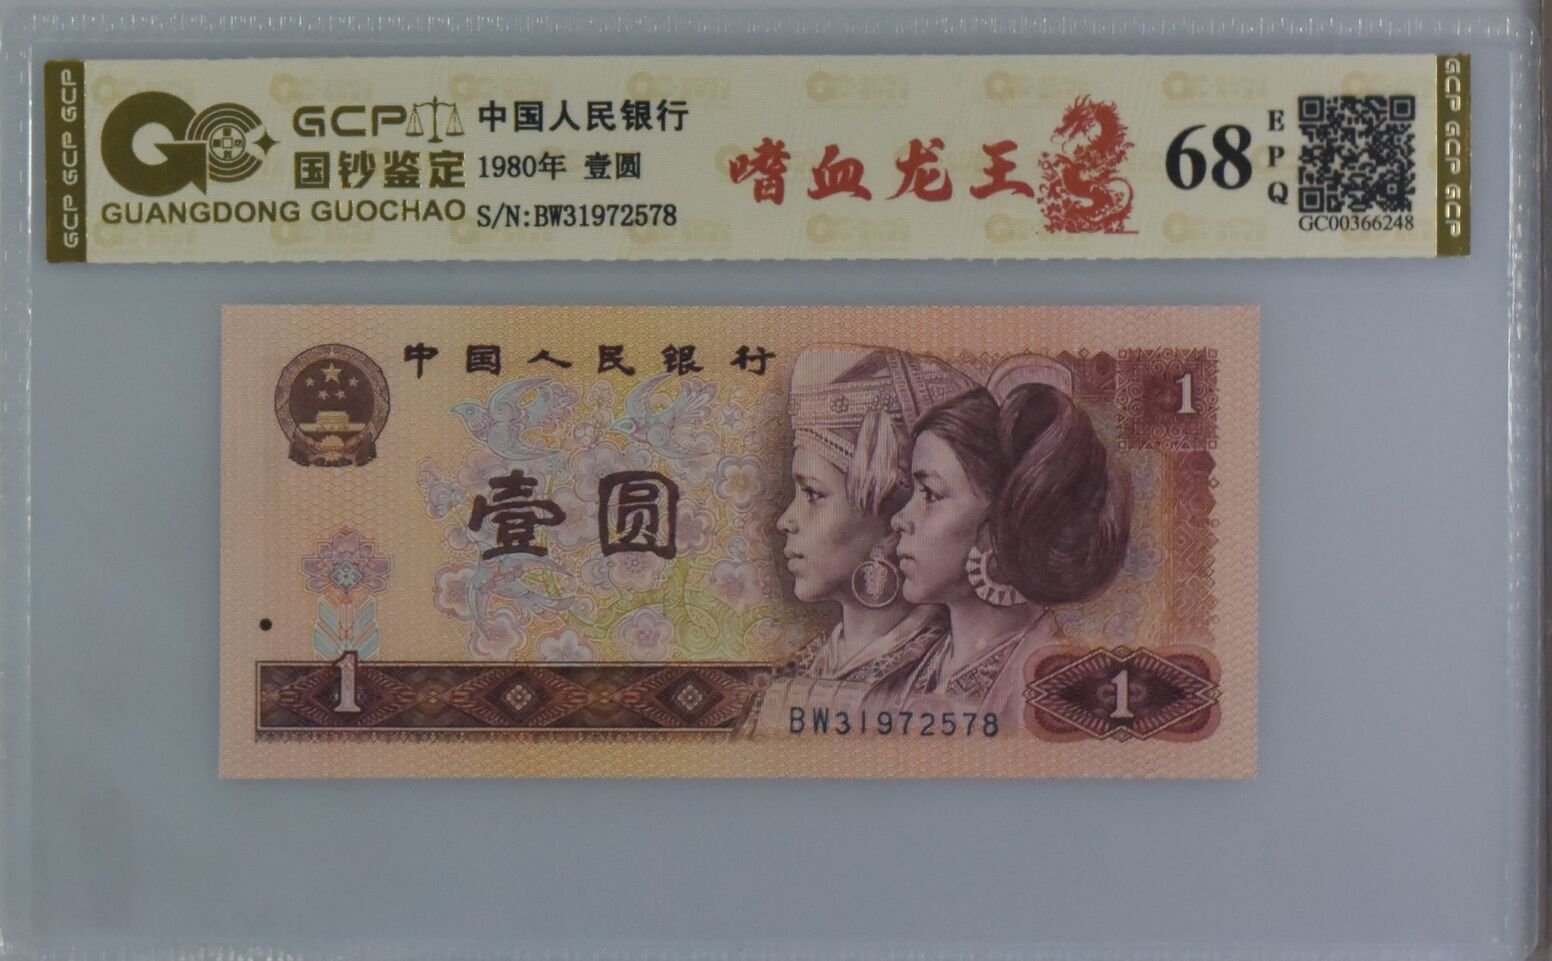 GCP GCP GCP
GCP
国钞鉴定
GUANGDONG GUOCHAO
中国人民银行
1980年 壹圆
S/N:BW31972578
嗜血龙王
68
EPQ
GC00366248
GCP GCP GCP
中国人民银行
1
壹圆
1
1
BW31972578